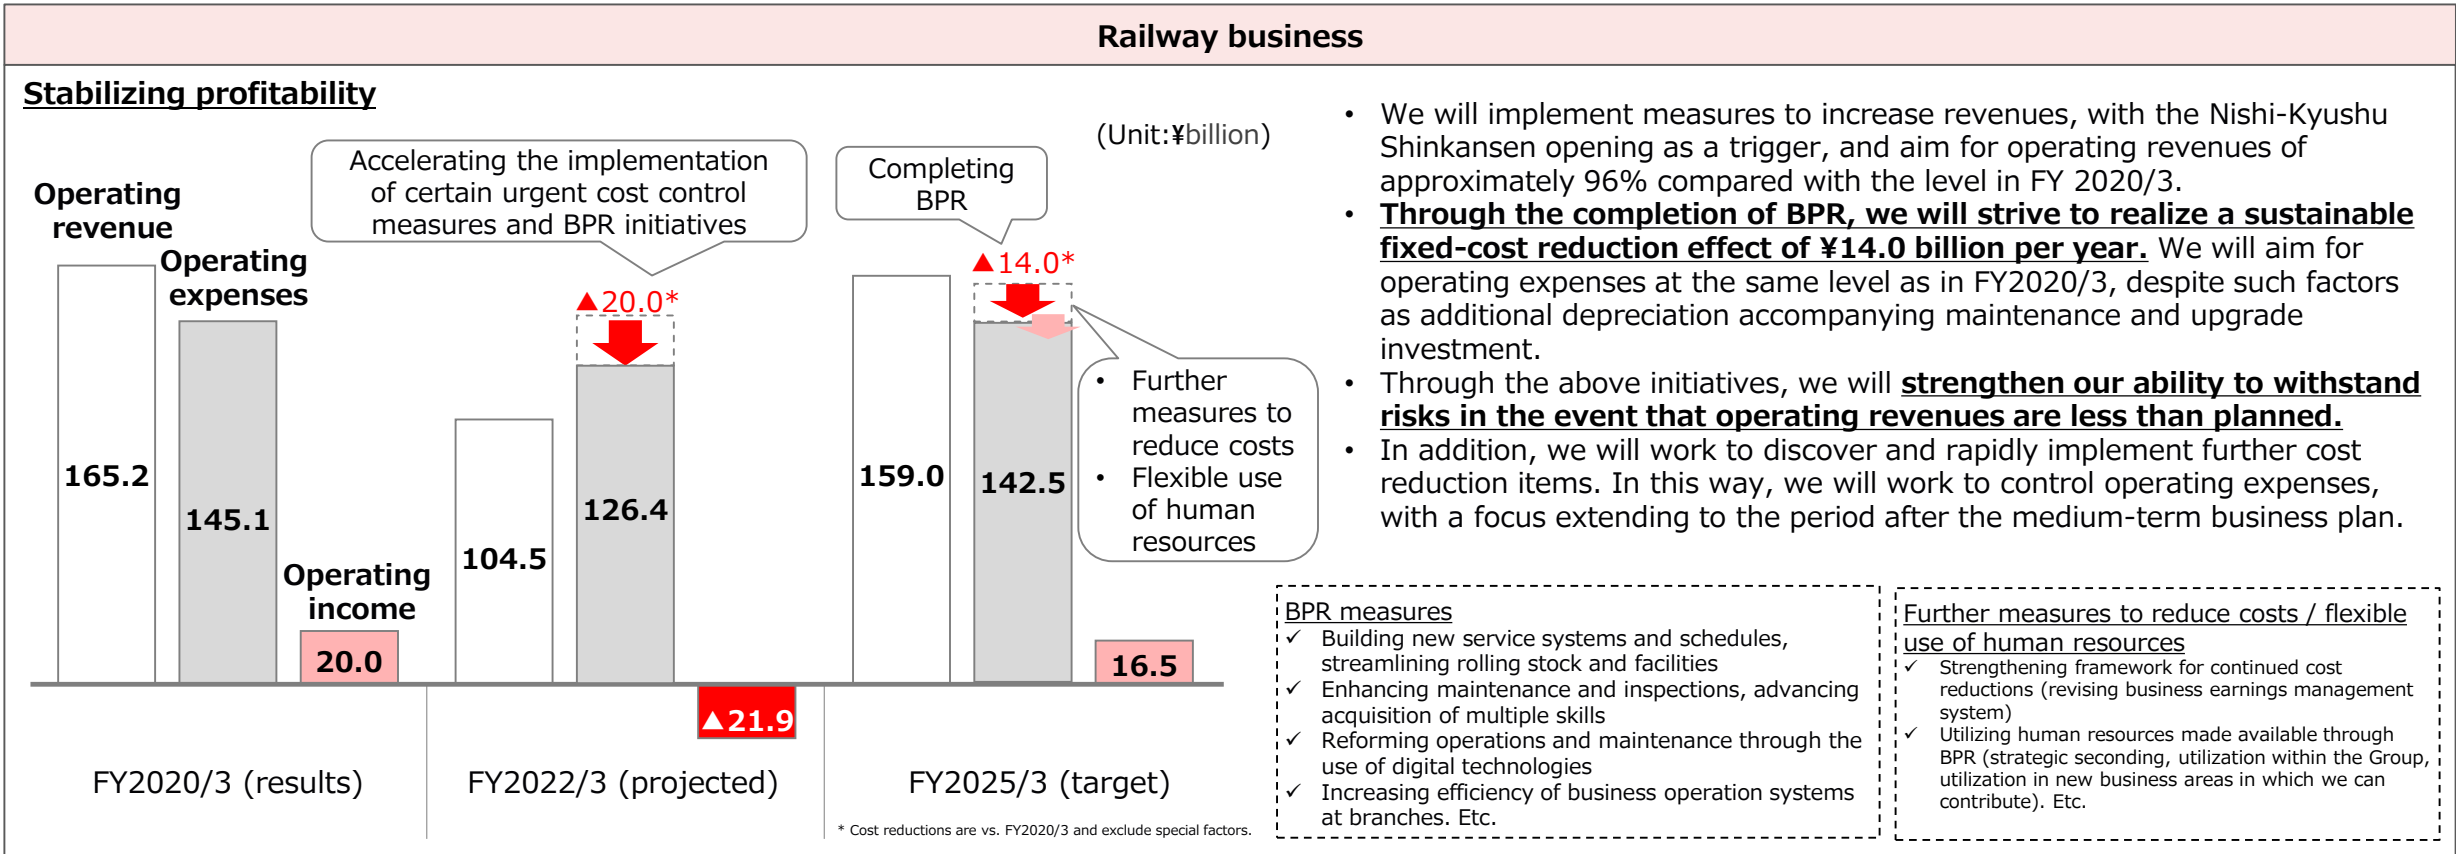 Railway business
Stabilizing profitability
(Unit:¥billion)
Operating
revenue
Operating
expenses
Operating
income
Accelerating the implementation
of certain urgent cost control
measures and BPR initiatives
Completing
BPR
▲20.0*
▲14.0*
165.2
145.1
20.0
104.5
126.4
▲21.9
159.0
142.5
16.5
• Further
measures to
reduce costs
• Flexible use
of human
resources
FY2020/3 (results)
FY2022/3 (projected)
FY2025/3 (target)
* Cost reductions are vs. FY2020/3 and exclude special factors.
• We will implement measures to increase revenues, with the Nishi-Kyushu
Shinkansen opening as a trigger, and aim for operating revenues of
approximately 96% compared with the level in FY 2020/3.
• Through the completion of BPR, we will strive to realize a sustainable
fixed-cost reduction effect of ¥14.0 billion per year. We will aim for
operating expenses at the same level as in FY2020/3, despite such factors
as additional depreciation accompanying maintenance and upgrade
investment.
• Through the above initiatives, we will strengthen our ability to withstand
risks in the event that operating revenues are less than planned.
• In addition, we will work to discover and rapidly implement further cost
reduction items. In this way, we will work to control operating expenses,
with a focus extending to the period after the medium-term business plan.
BPR measures
✓ Building new service systems and schedules,
streamlining rolling stock and facilities
✓ Enhancing maintenance and inspections, advancing
acquisition of multiple skills
✓ Reforming operations and maintenance through the
use of digital technologies
✓ Increasing efficiency of business operation systems
at branches. Etc.
Further measures to reduce costs / flexible
use of human resources
✓ Strengthening framework for continued cost
reductions (revising business earnings management
system)
✓ Utilizing human resources made available through
BPR (strategic seconding, utilization within the Group,
utilization in new business areas in which we can
contribute). Etc.